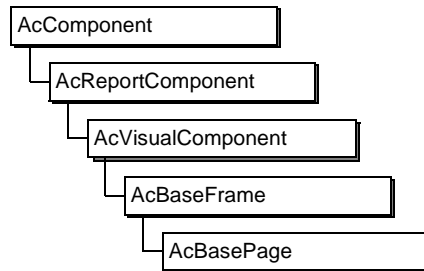 AcComponent
AcReportComponent
AcVisualComponent
AcBaseFrame
AcBasePage